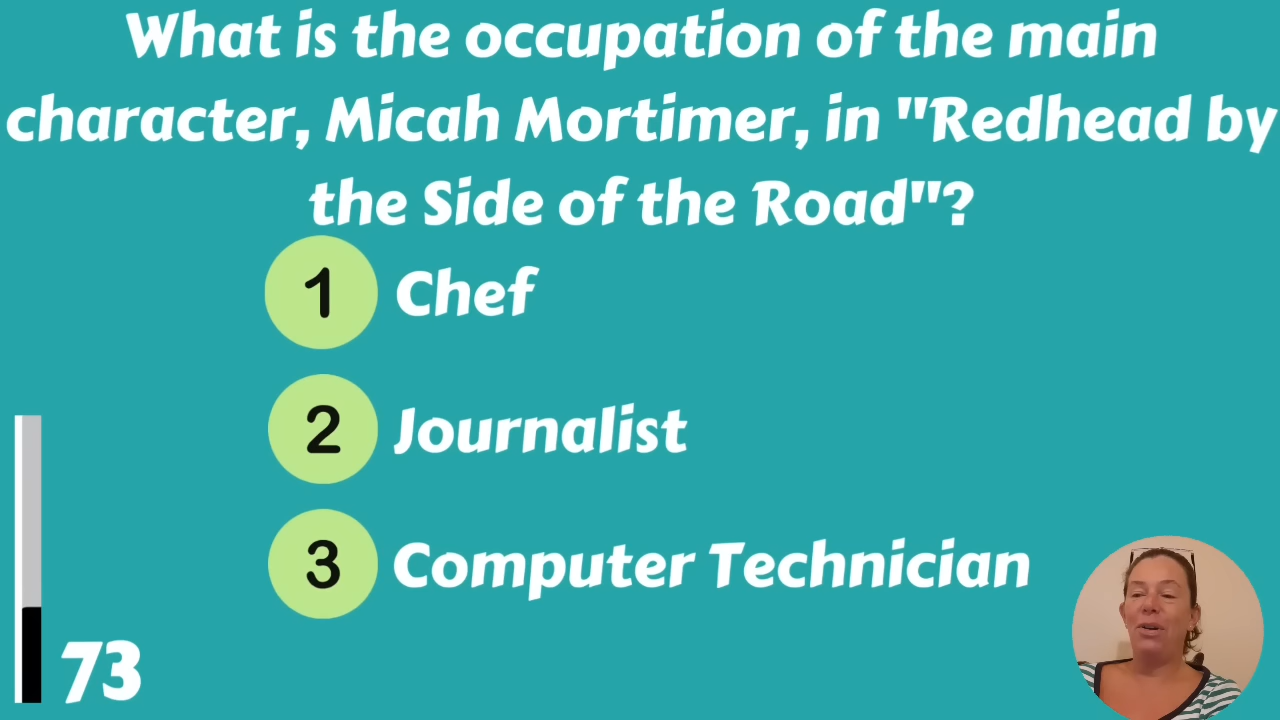 What is the occupation of the main
character, Micah Mortimer, in "Redhead by
the Side of the Road"?
1 Chef
2 Journalist
3 Computer Technician
73